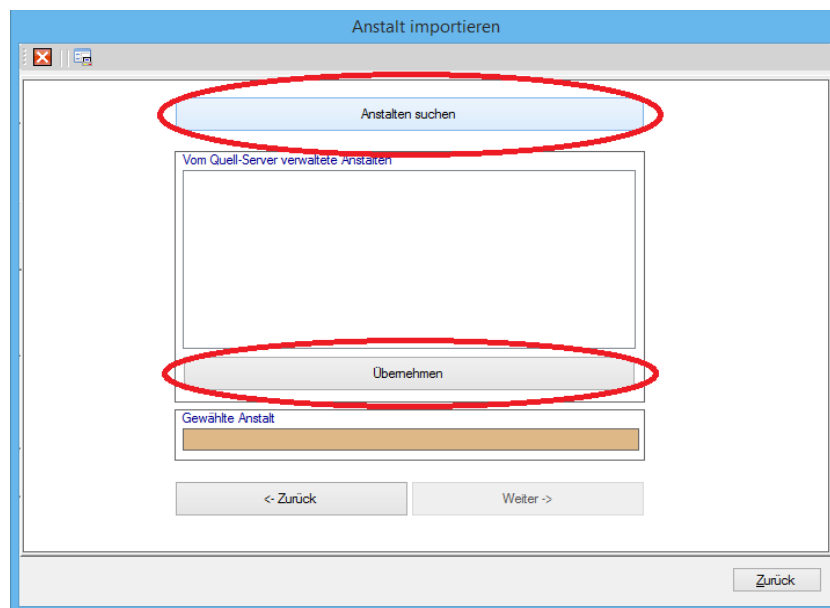 Anstalt importieren
Anstalten suchen
Vom Quell-Server verwaltete Anstalten
Übernehmen
Gewählte Anstalt
<- Zurück
Weiter ->
Zurück